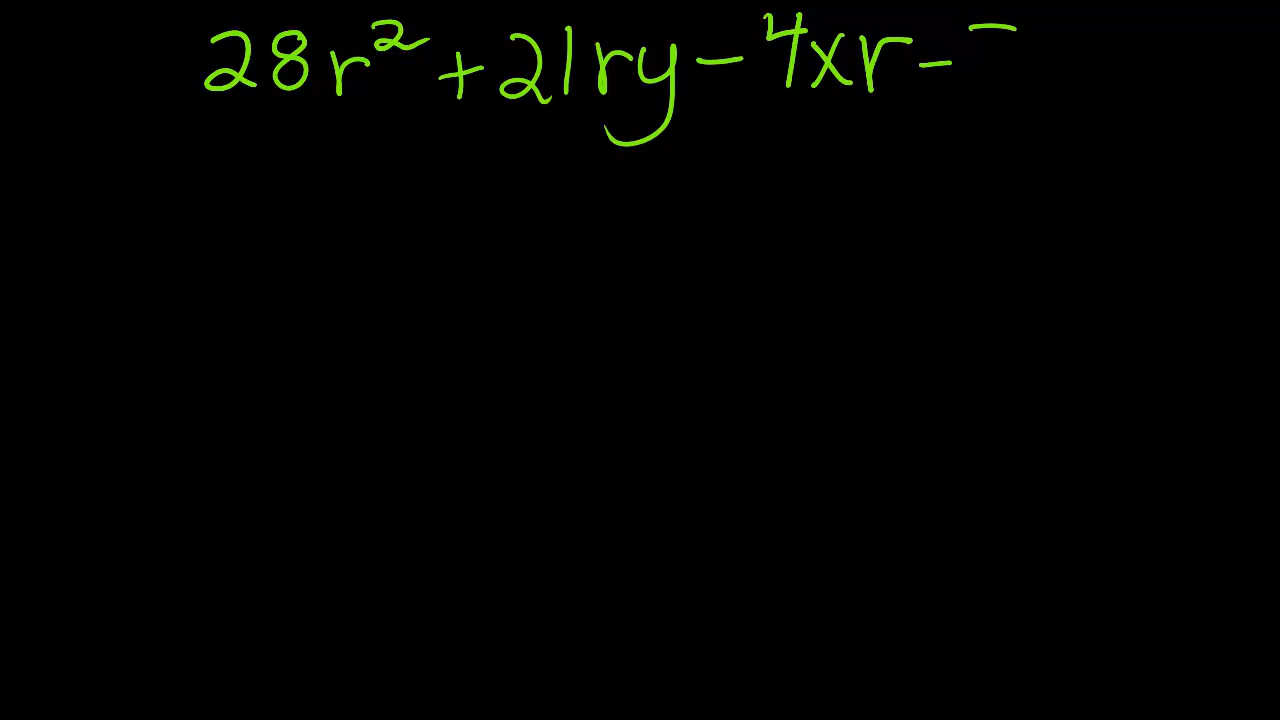 28r² + 21ry - 4xr -